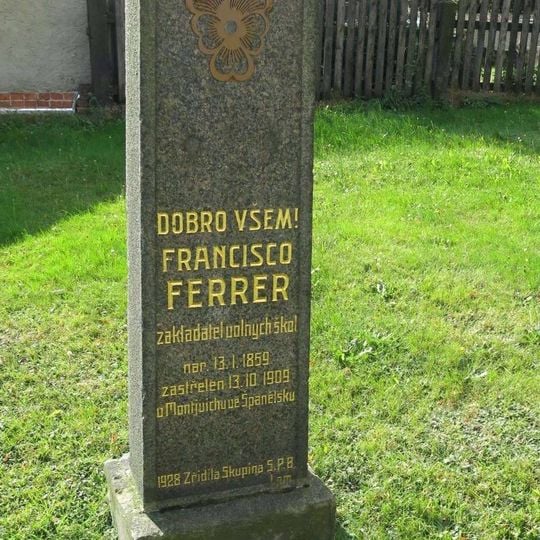 DOBRO VŠEM!
FRANCISCO
FERRER
zakladatel volných škol
nar. 13.1.1859
zastřelen 13.10.1909
v Montjuichu ve Španělsku
1928 Zřídila Skupina S.P.B.
Lom